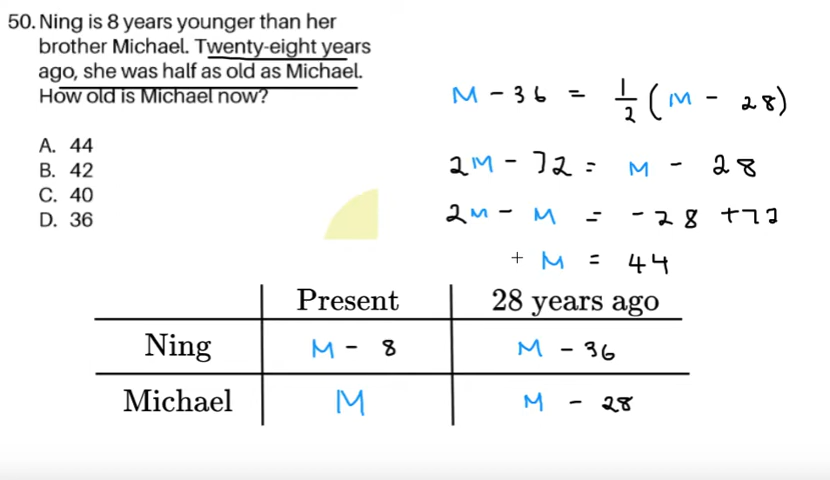 50. Ning is 8 years younger than her
brother Michael. Twenty-eight years
ago, she was half as old as Michael.
How old is Michael now?
A. 44
B. 42
C. 40
D. 36
M - 36 = 1/2 (M - 28)
2M - 72 = M - 28
2M - M = - 28 + 72
M = 44
Present 28 years ago
Ning M - 8 M - 36
Michael M M - 28